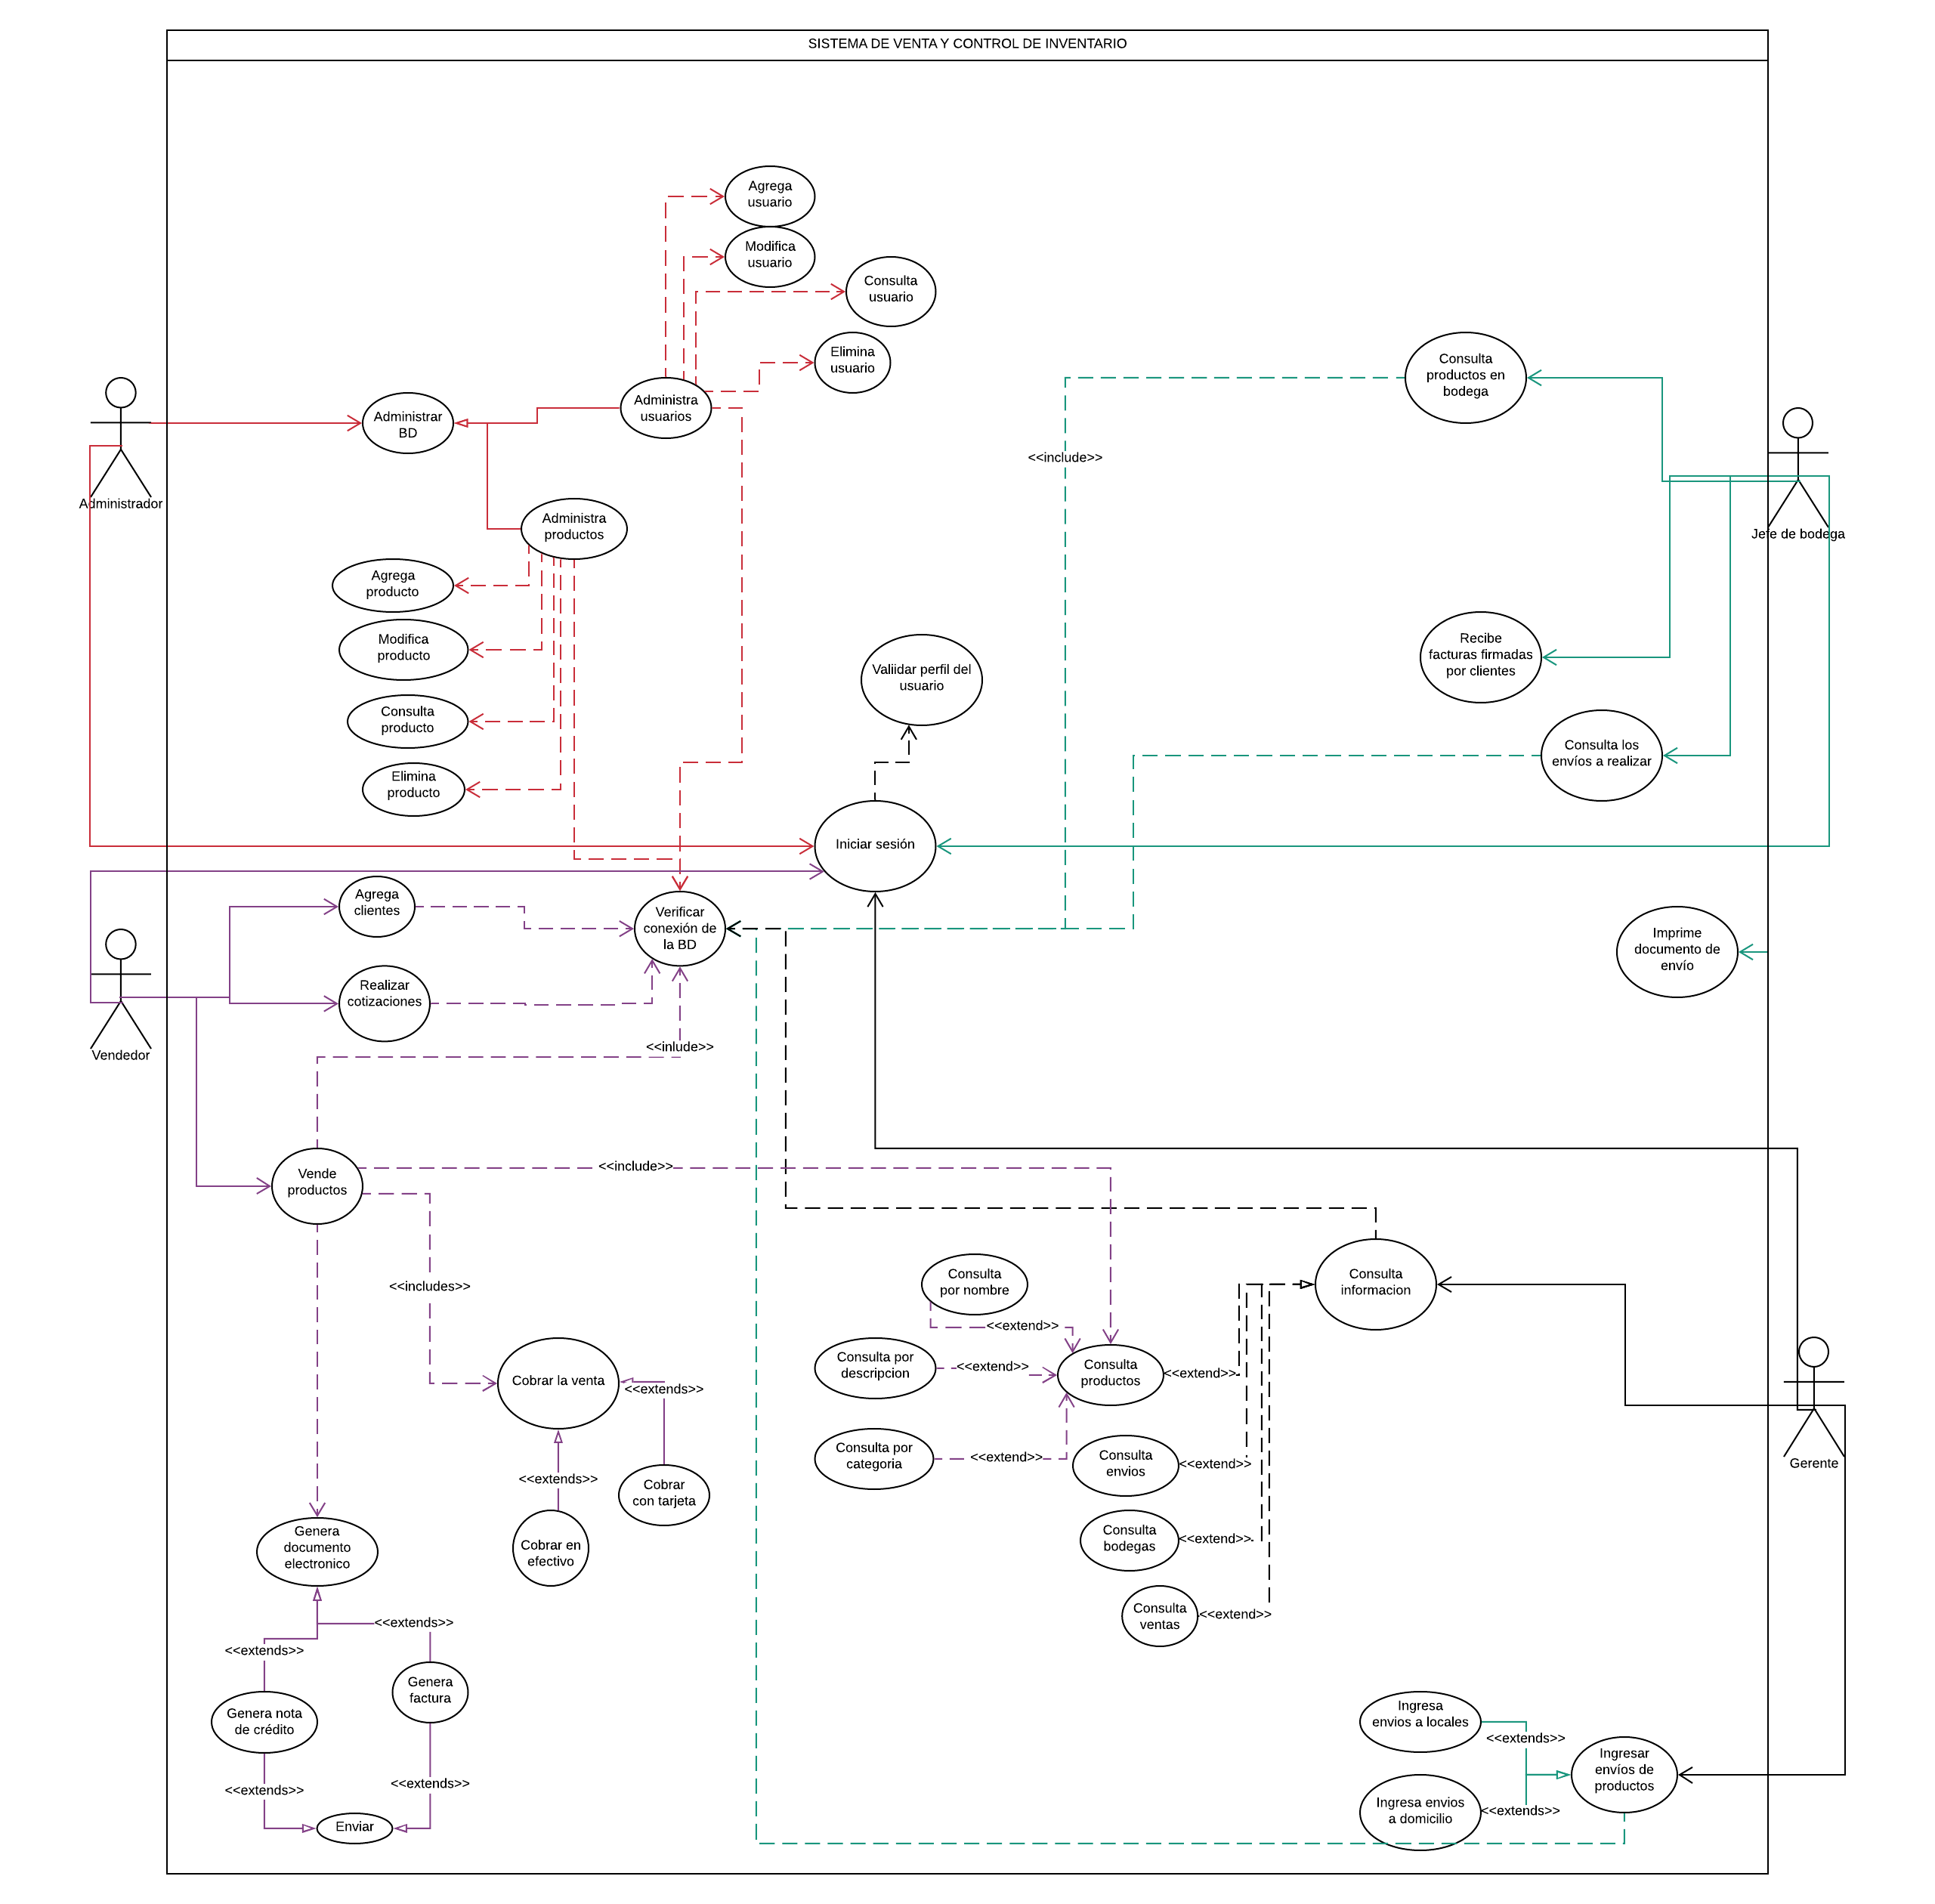 SISTEMA DE VENTA Y CONTROL DE INVENTARIO
Agrega
usuario
Modifica
usuario
Consulta
usuario
Elimina
usuario
Administra
usuarios
Administrar
BD
Administrador
Administra
productos
Agrega
producto
Modifica
producto
Consulta
producto
Elimina
producto
Consulta
productos en
bodega
<<include>>
Jefe de bodega
Recibe
facturas firmadas
por clientes
Valiidar perfil del
usuario
Consulta los
envíos a realizar
Iniciar sesión
Agrega
clientes
Verificar
conexión de
la BD
Imprime
documento de
envío
Realizar
cotizaciones
Vendedor
<<inlude>>
Vende
productos
<<include>>
<<includes>>
Consulta
por nombre
Consulta
informacion
<<extend>>
Consulta por
descripcion
<<extend>>
Consulta
productos
<<extend>>
Cobrar la venta
<<extends>>
Consulta por
categoria
<<extend>>
Consulta
envios
<<extend>>
Gerente
<<extends>>
Cobrar
con tarjeta
Cobrar en
efectivo
Genera
documento
electronico
Consulta
bodegas
<<extend>>
Consulta
ventas
<<extend>>
<<extends>>
<<extends>>
Genera
factura
Genera nota
de crédito
Ingresa
envios a locales
<<extends>>
Ingresar
envíos de
productos
<<extends>>
<<extends>>
Ingresa envios
a domicilio
<<extends>>
Enviar